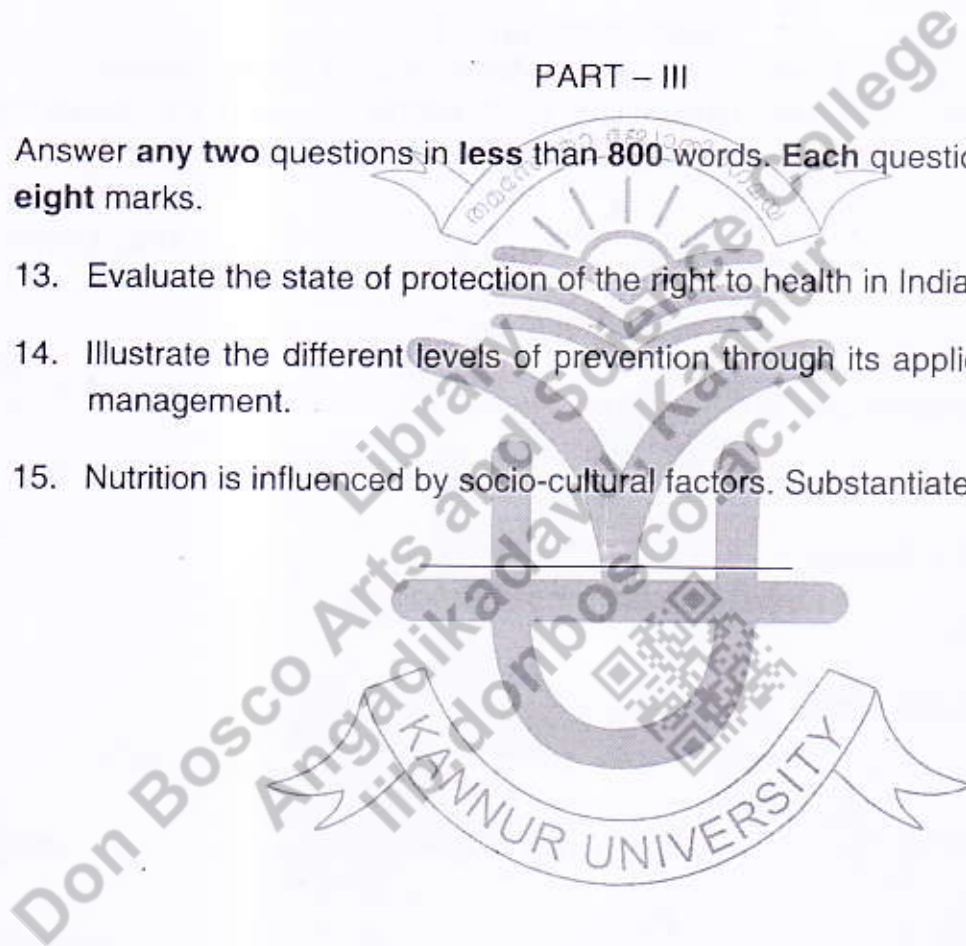 PART – III
Answer any two questions in less than 800 words. Each questio
eight marks.
13. Evaluate the state of protection of the right to health in India
14. Illustrate the different levels of prevention through its applic
management.
15. Nutrition is influenced by socio-cultural factors. Substantiate
Library
Don Bosco Arts and Science College
Angadikadavu, Kannur
KANNUR UNIVERSITY